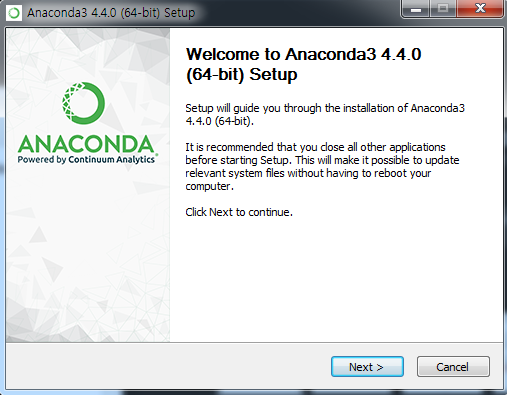 Anaconda3 4.4.0 (64-bit) Setup
ANACONDA
Powered by Continuum Analytics
Welcome to Anaconda3 4.4.0
(64-bit) Setup
Setup will guide you through the installation of Anaconda3
4.4.0 (64-bit).
It is recommended that you close all other applications
before starting Setup. This will make it possible to update
relevant system files without having to reboot your
computer.
Click Next to continue.
Next >
Cancel